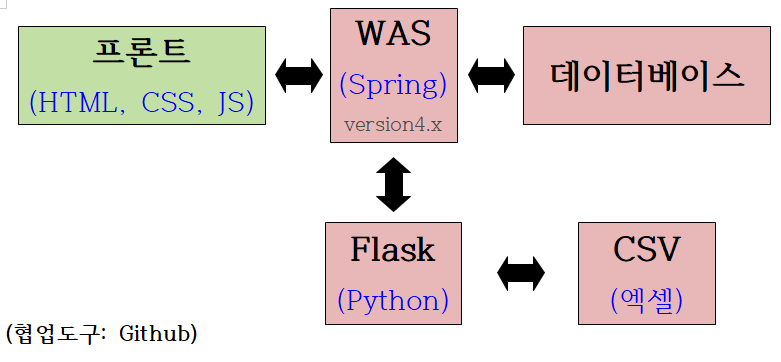 프론트
(HTML, CSS, JS)
WAS
(Spring)
version4.x
데이터베이스
Flask
(Python)
CSV
(엑셀)
(협업도구: Github)